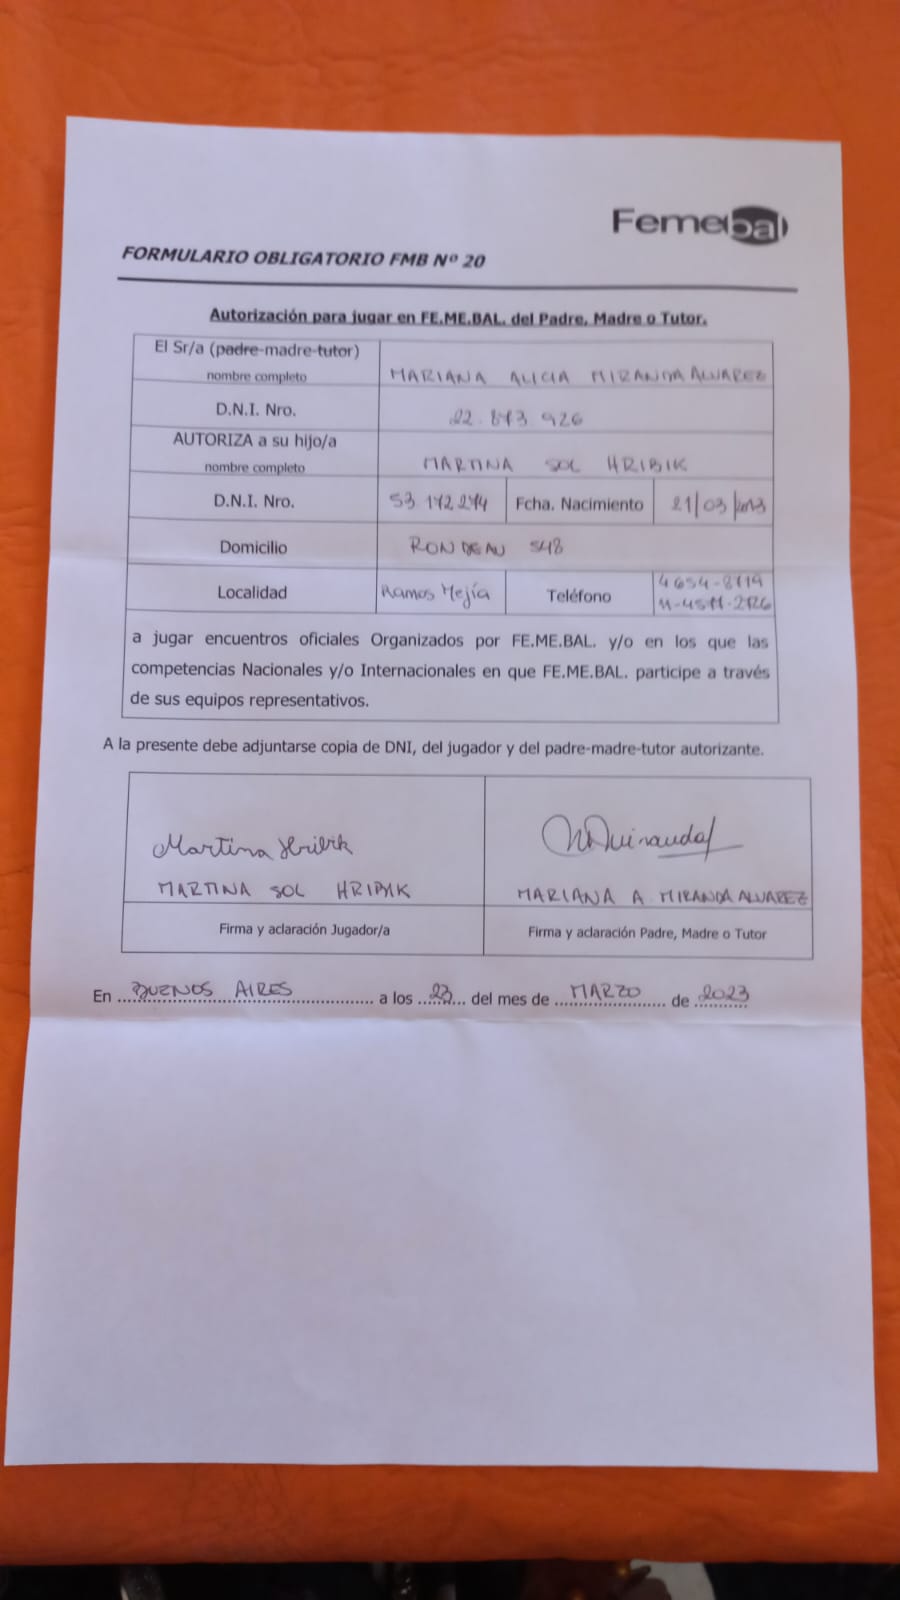 Femebal
FORMULARIO OBLIGATORIO FMB Nº 20
Autorización para jugar en FE.ME.BAL. del Padre, Madre o Tutor.
El Sr/a (padre-madre-tutor)
nombre completo
MARIANA ALICIA MIRANDA ALVAREZ
D.N.I. Nro.
22.873.926
AUTORIZA a su hijo/a
nombre completo
MARTINA SOL HRIBIK
D.N.I. Nro. 53.172.274 Fcha. Nacimiento 21/03/2013
Domicilio RONDEAU 548
Localidad Ramos Mejía Teléfono 4654-8119
a jugar encuentros oficiales Organizados por FE.ME.BAL. y/o en los que las
competencias Nacionales y/o Internacionales en que FE.ME.BAL. participe a través
de sus equipos representativos.
A la presente debe adjuntarse copia de DNI, del jugador y del padre-madre-tutor autorizante.
Martina Hribik
MARTINA SOL HRIBIK
MARIANA A. MIRANDA ALVAREZ
Firma y aclaración Jugador/a
Firma y aclaración Padre, Madre o Tutor
En BUENOS AIRES a los 23 del mes de MARZO de 2023